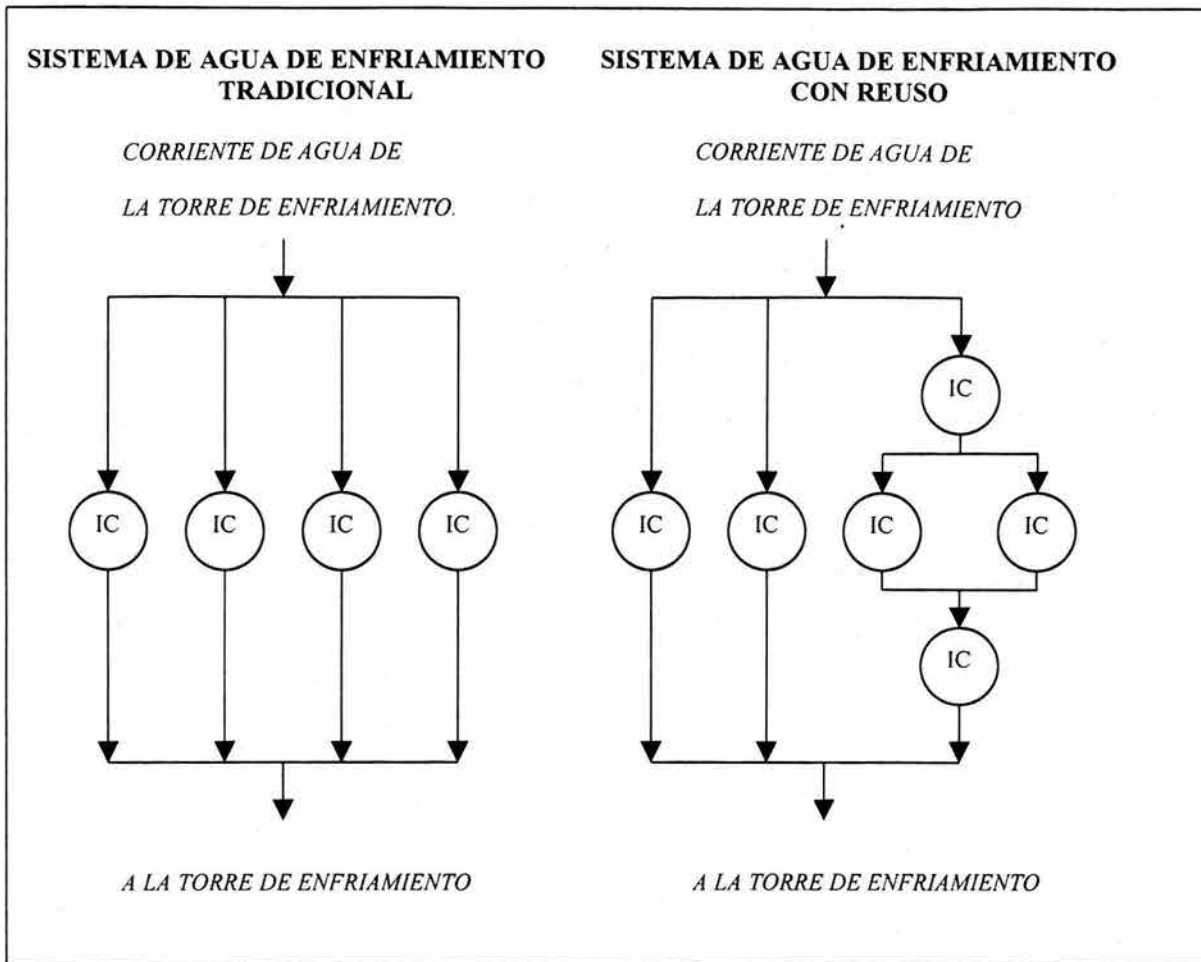 SISTEMA DE AGUA DE ENFRIAMIENTO
TRADICIONAL
CORRIENTE DE AGUA DE
LA TORRE DE ENFRIAMIENTO.
IC
IC
IC
IC
A LA TORRE DE ENFRIAMIENTO
SISTEMA DE AGUA DE ENFRIAMIENTO
CON REUSO
CORRIENTE DE AGUA DE
LA TORRE DE ENFRIAMIENTO
IC
IC
IC
IC
IC
IC
A LA TORRE DE ENFRIAMIENTO